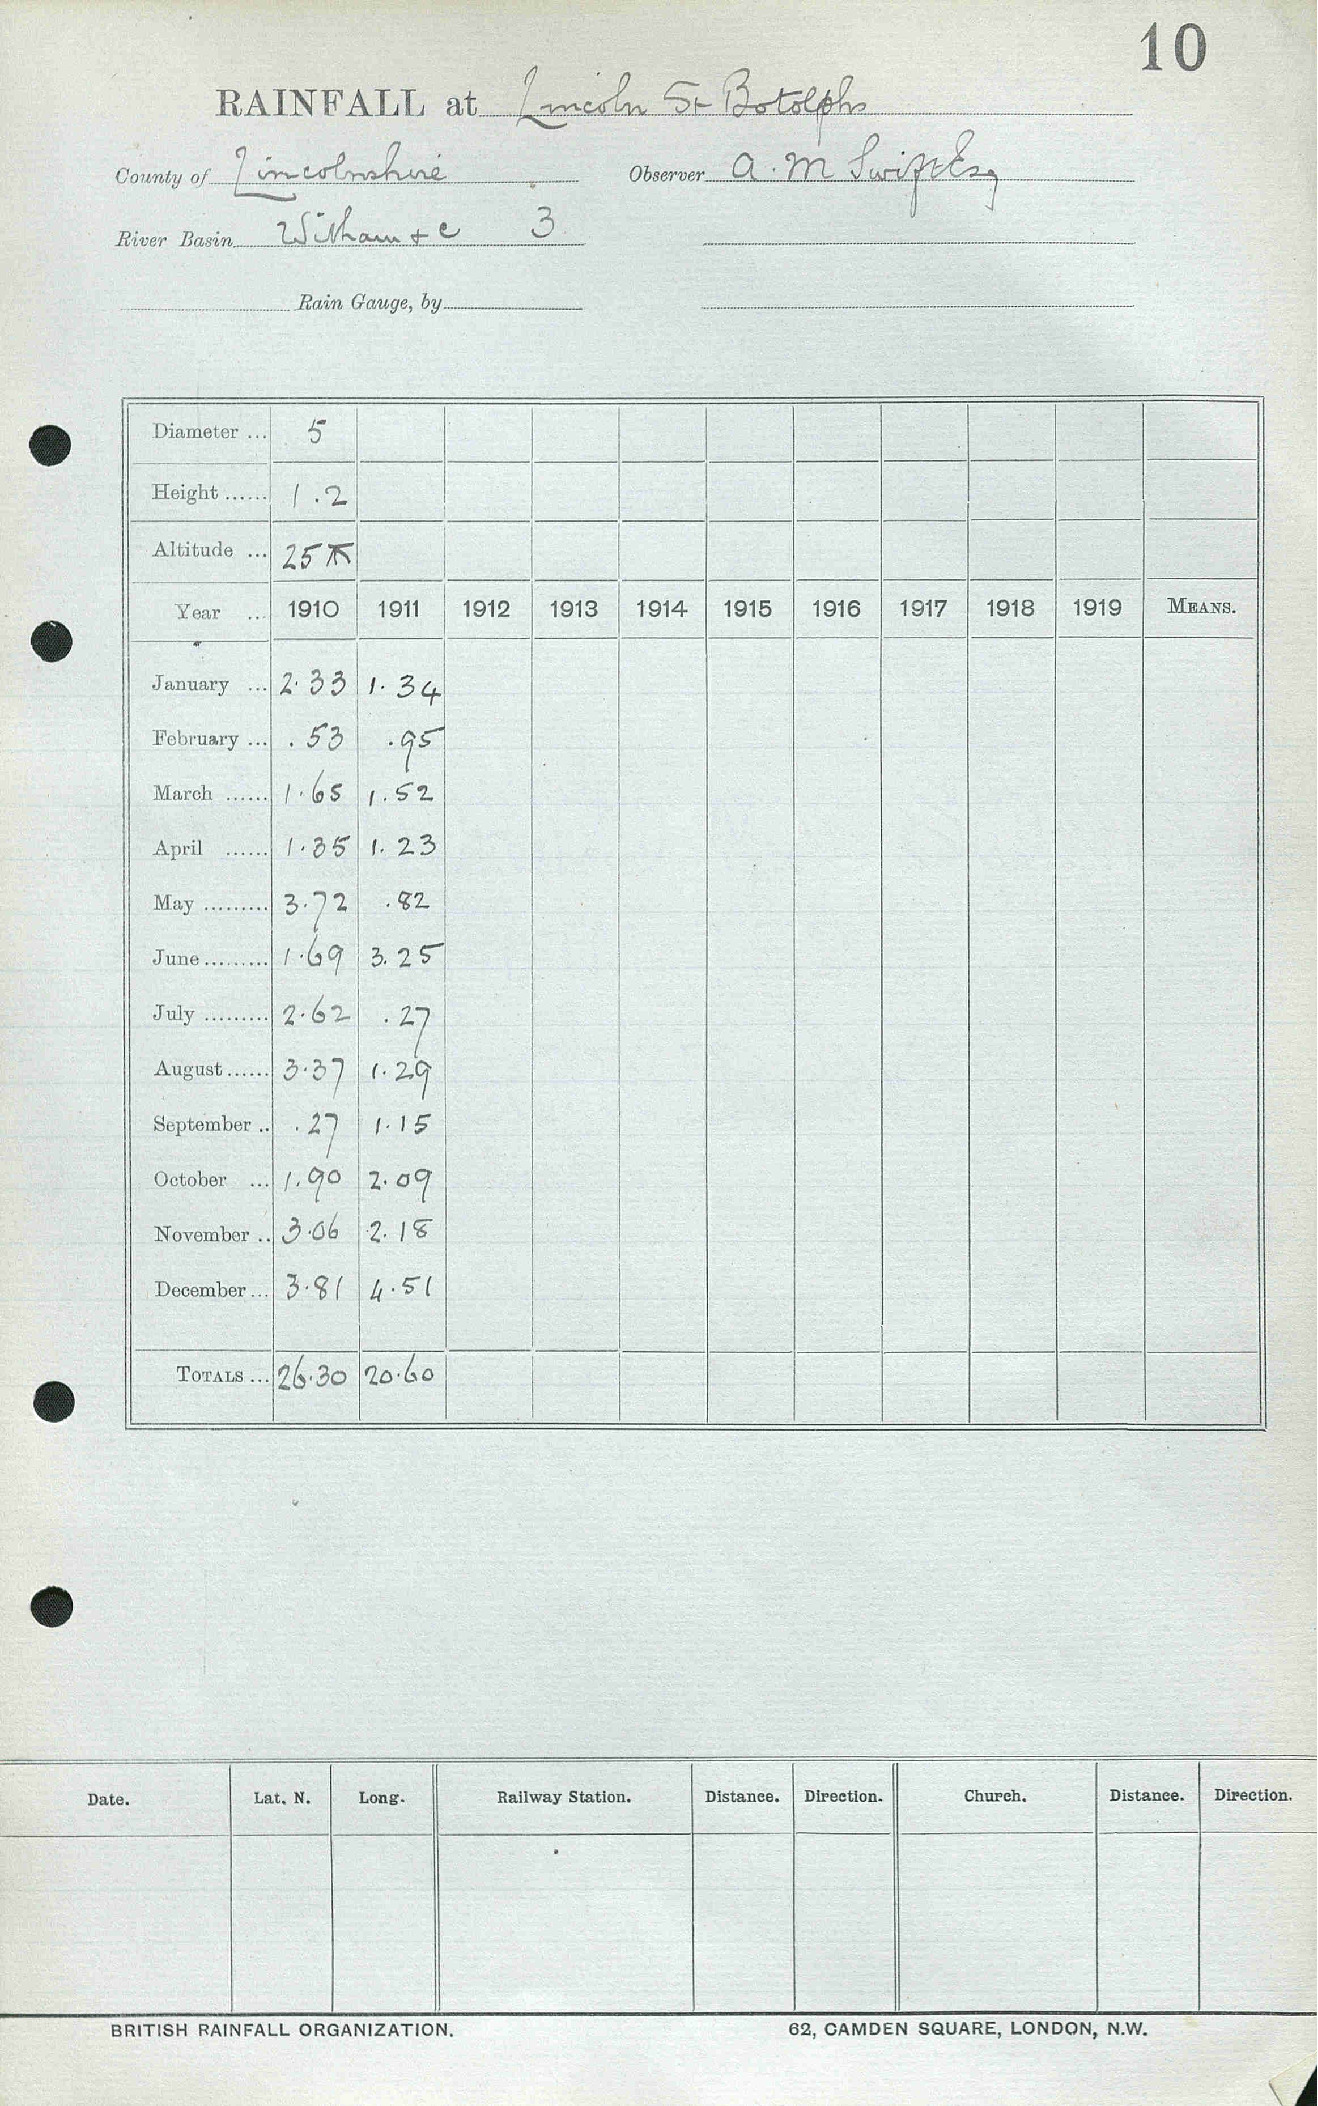 10
RAINFALL at Lincoln St Botolphs
County of Lincolnshire Observer A. M Swift Esq
River Basin Witham & c 3
Rain Gauge, by
Diameter ... 5
Height ...... 1.2
Altitude ... 25
Year ... 1910 1911 1912 1913 1914 1915 1916 1917 1918 1919 MEANS.
January ... 2.33 1.34
February ... .53 .95
March ...... 1.65 1.52
April ...... 1.35 1.23
May ......... 3.72 .82
June ......... 1.69 3.25
July ......... 2.62 .27
August ...... 3.37 1.29
September .. .27 1.15
October ... 1.90 2.09
November .. 3.06 2.18
December ... 3.81 4.51
TOTALS ... 26.30 20.60
Date. Lat. N. Long. Railway Station. Distance. Direction. Church. Distance. Direction.
BRITISH RAINFALL ORGANIZATION. 62, CAMDEN SQUARE, LONDON, N.W.